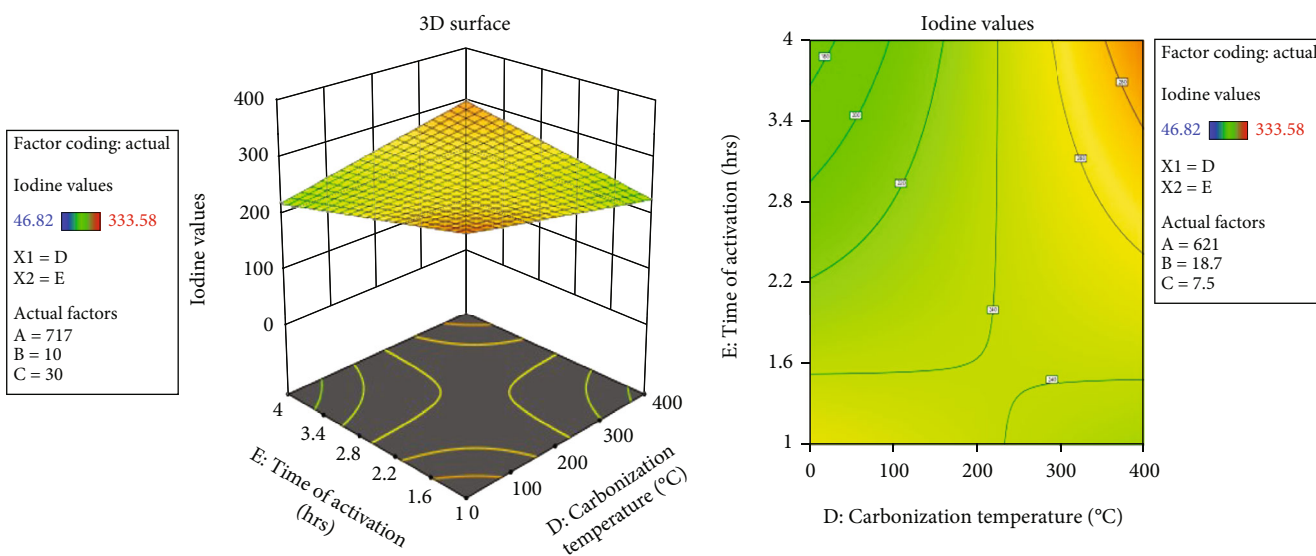 Factor coding: actual
Iodine values
46.82 333.58
X1 = D
X2 = E
Actual factors
A = 717
B = 10
C = 30
3D surface
Iodine values
400
300
200
100
0
4
3.4
2.8
2.2
1.6
1
E: Time of activation
(hrs)
0
100
200
300
400
D: Carbonization
temperature (°C)
Iodine values
E: Time of activation (hrs)
4
3.4
2.8
2.2
1.6
1
200
240
240
0
100
200
300
400
D: Carbonization temperature (°C)
Factor coding: actual
Iodine values
46.82 333.58
X1 = D
X2 = E
Actual factors
A = 621
B = 18.7
C = 7.5